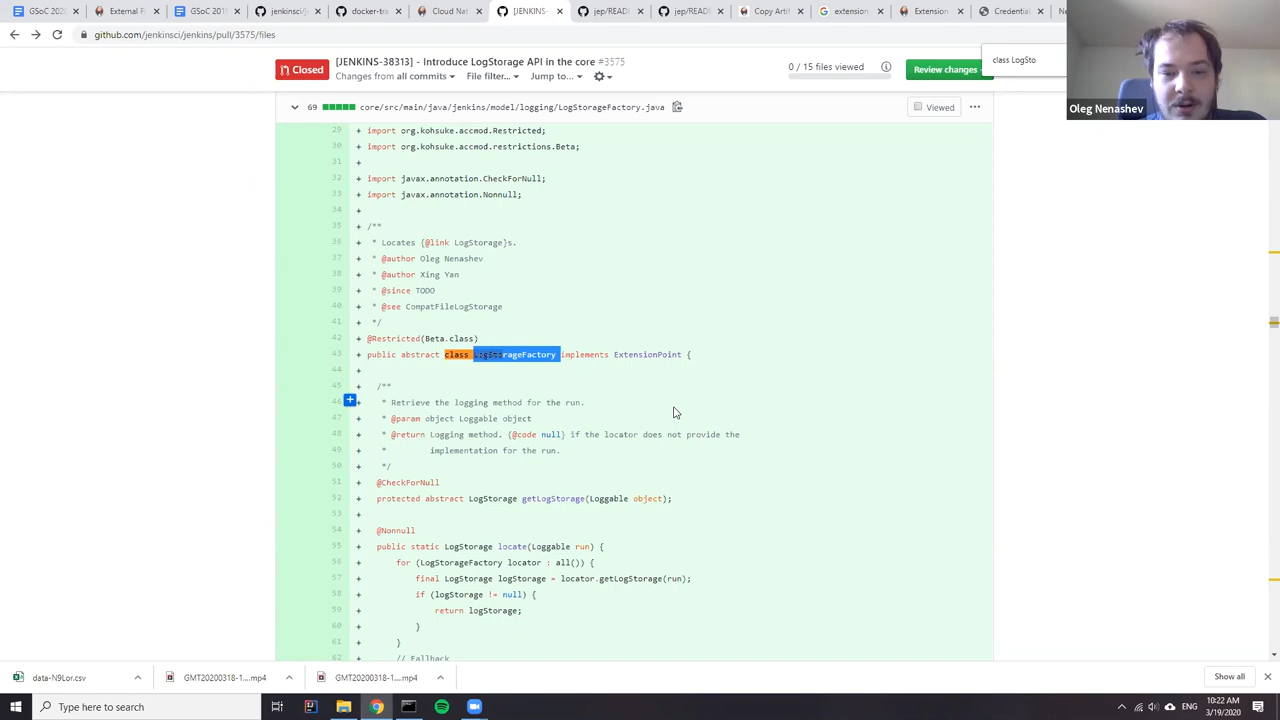 GSoC 202
External R
GSoC 201
jenkinsci/j
docker-tra
Cloud Nat
[JENKINS-
jep/READ
jep/READ
Copy Artif
extension
Extension
Credentia
github.com/jenkinsci/jenkins/pull/3575/files
Closed
[JENKINS-38313] - Introduce LogStorage API in the core #3575
Changes from all commits
File filter...
Jump to...
0 / 15 files viewed
Review changes
class LogSto
Oleg Nenashev
69
core/src/main/java/jenkins/model/logging/LogStorageFactory.java
Viewed
29 + import org.kohsuke.accmod.Restricted;
30 + import org.kohsuke.accmod.restrictions.Beta;
31 +
32 + import javax.annotation.CheckForNull;
33 + import javax.annotation.Nonnull;
34 +
35 + /**
36 + * Locates {@link LogStorage}s.
37 + * @author Oleg Nenashev
38 + * @author Xing Yan
39 + * @since TODO
40 + * @see CompatFileLogStorage
41 + */
42 + @Restricted(Beta.class)
43 + public abstract class LogStorageFactory implements ExtensionPoint {
44 +
45 + /**
46 + * Retrieve the logging method for the run.
47 + * @param object Loggable object
48 + * @return Logging method. {@code null} if the locator does not provide the
49 + * implementation for the run.
50 + */
51 + @CheckForNull
52 + protected abstract LogStorage getLogStorage(Loggable object);
53 +
54 + @Nonnull
55 + public static LogStorage locate(Loggable run) {
56 + for (LogStorageFactory locator : all()) {
57 + final LogStorage logStorage = locator.getLogStorage(run);
58 + if (logStorage != null) {
59 + return logStorage;
60 + }
61 + }
62 + // Fallback
data-N9Lor.csv
GMT20200318-1....mp4
GMT20200318-1....mp4
Show all
Type here to search
10:22 AM
3/19/2020